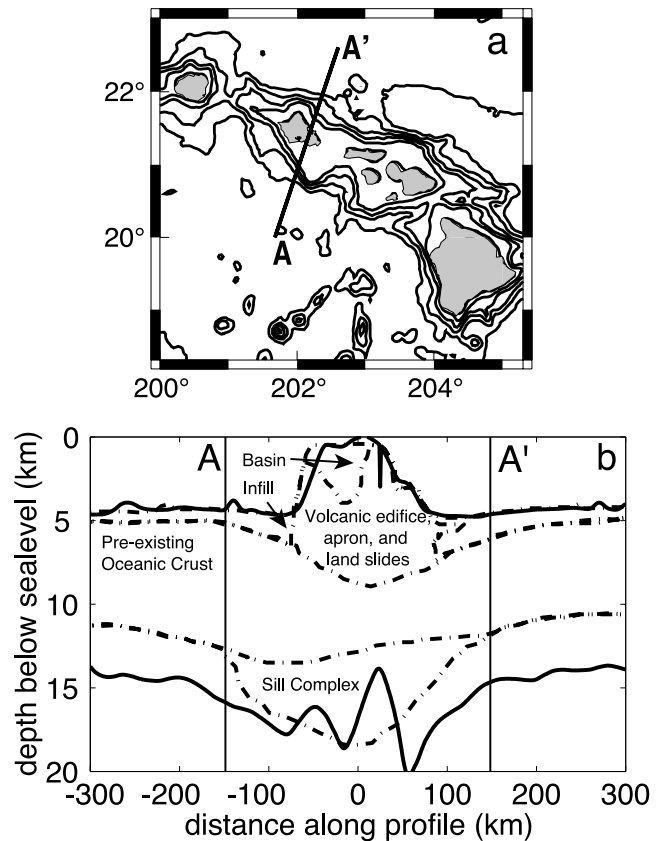 a
A'
22°
20°
A
200°
202°
204°
A
A'
b
0
Basin
Infill
5
Volcanic edifice,
apron, and
land slides
Pre-existing
Oceanic Crust
10
15
Sill Complex
20
-300
-200
-100
0
100
200
300
depth below sealevel (km)
distance along profile (km)